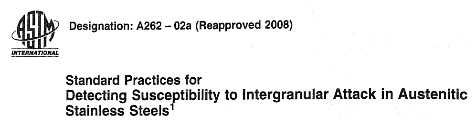 ASTM
INTERNATIONAL
Designation: A262 – 02a (Reapproved 2008)
Standard Practices for
Detecting Susceptibility to Intergranular Attack in Austenitic
Stainless Steels1